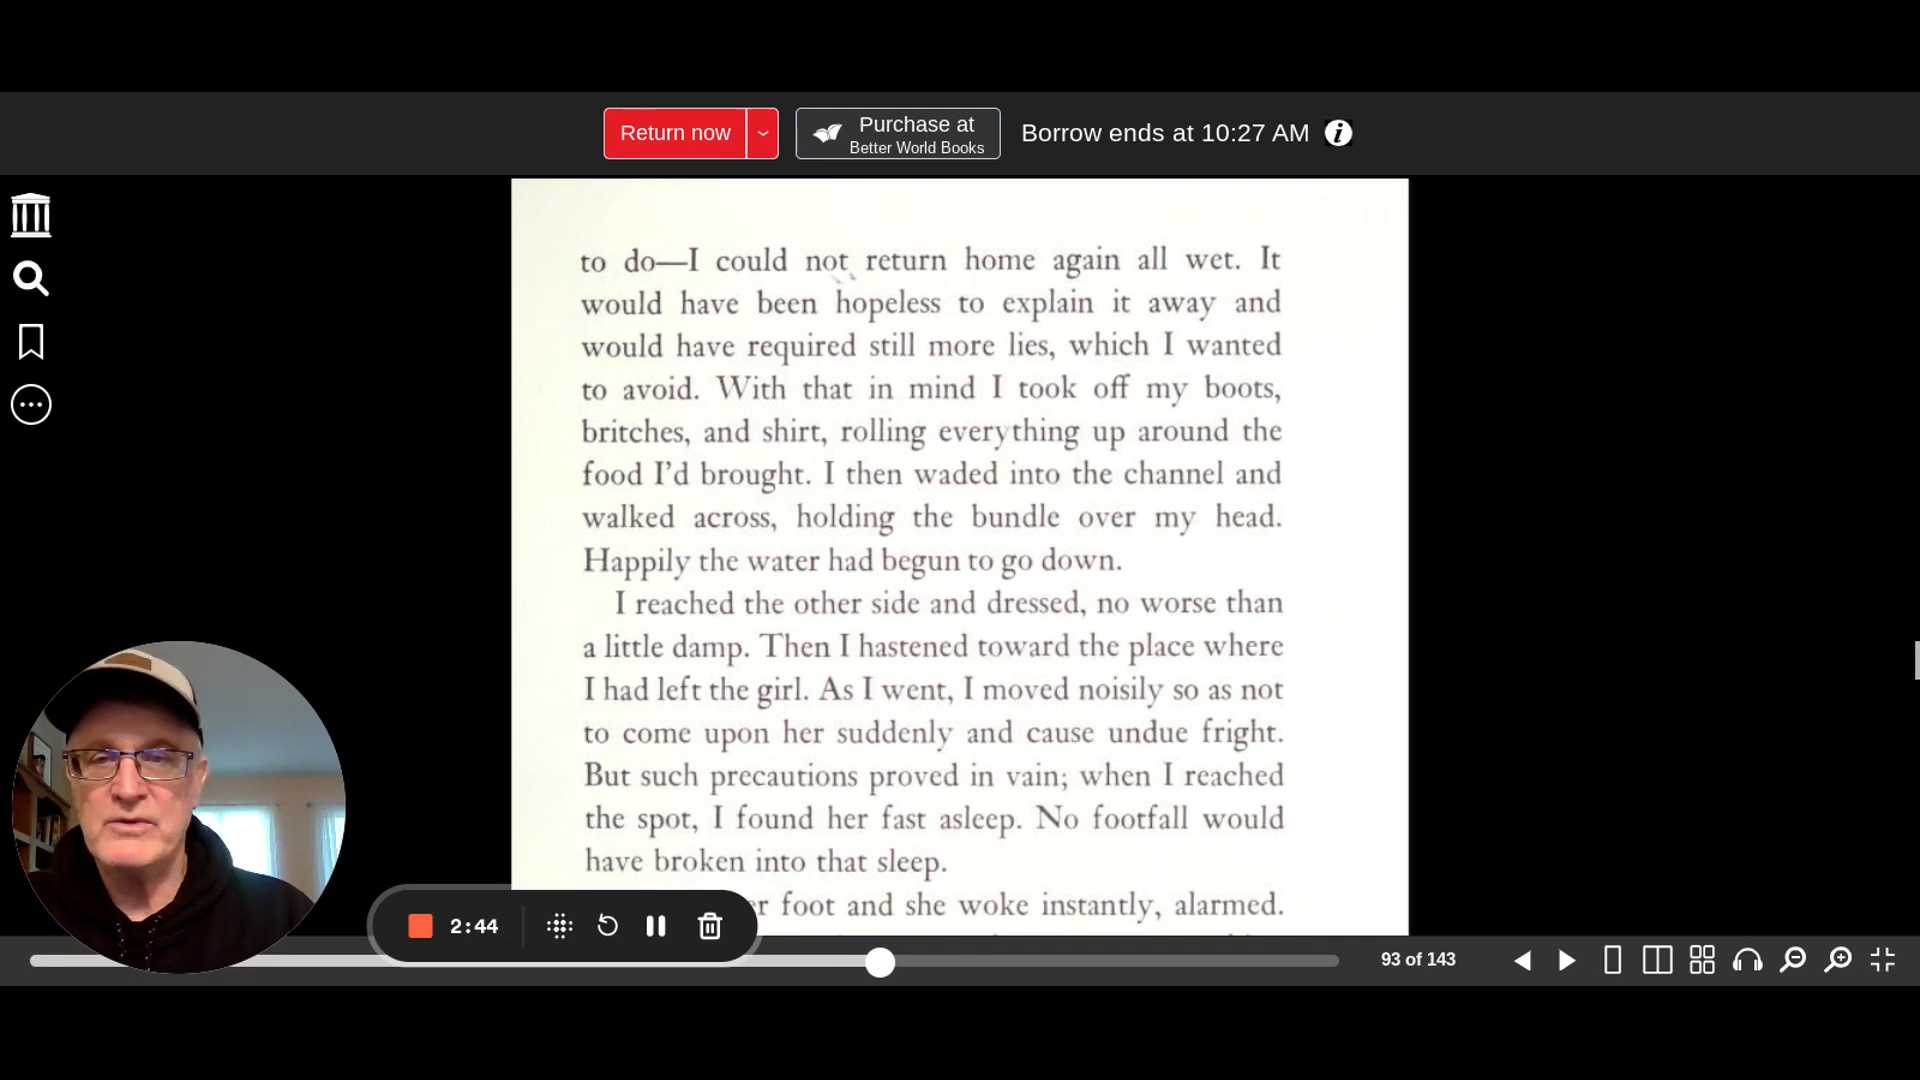 Return now
Purchase at
Better World Books
Borrow ends at 10:27 AM
to do—I could not return home again all wet. It
would have been hopeless to explain it away and
would have required still more lies, which I wanted
to avoid. With that in mind I took off my boots,
britches, and shirt, rolling everything up around the
food I’d brought. I then waded into the channel and
walked across, holding the bundle over my head.
Happily the water had begun to go down.
I reached the other side and dressed, no worse than
a little damp. Then I hastened toward the place where
I had left the girl. As I went, I moved noisily so as not
to come upon her suddenly and cause undue fright.
But such precautions proved in vain; when I reached
the spot, I found her fast asleep. No footfall would
have broken into that sleep.
foot and she woke instantly, alarmed.
2:44
93 of 143